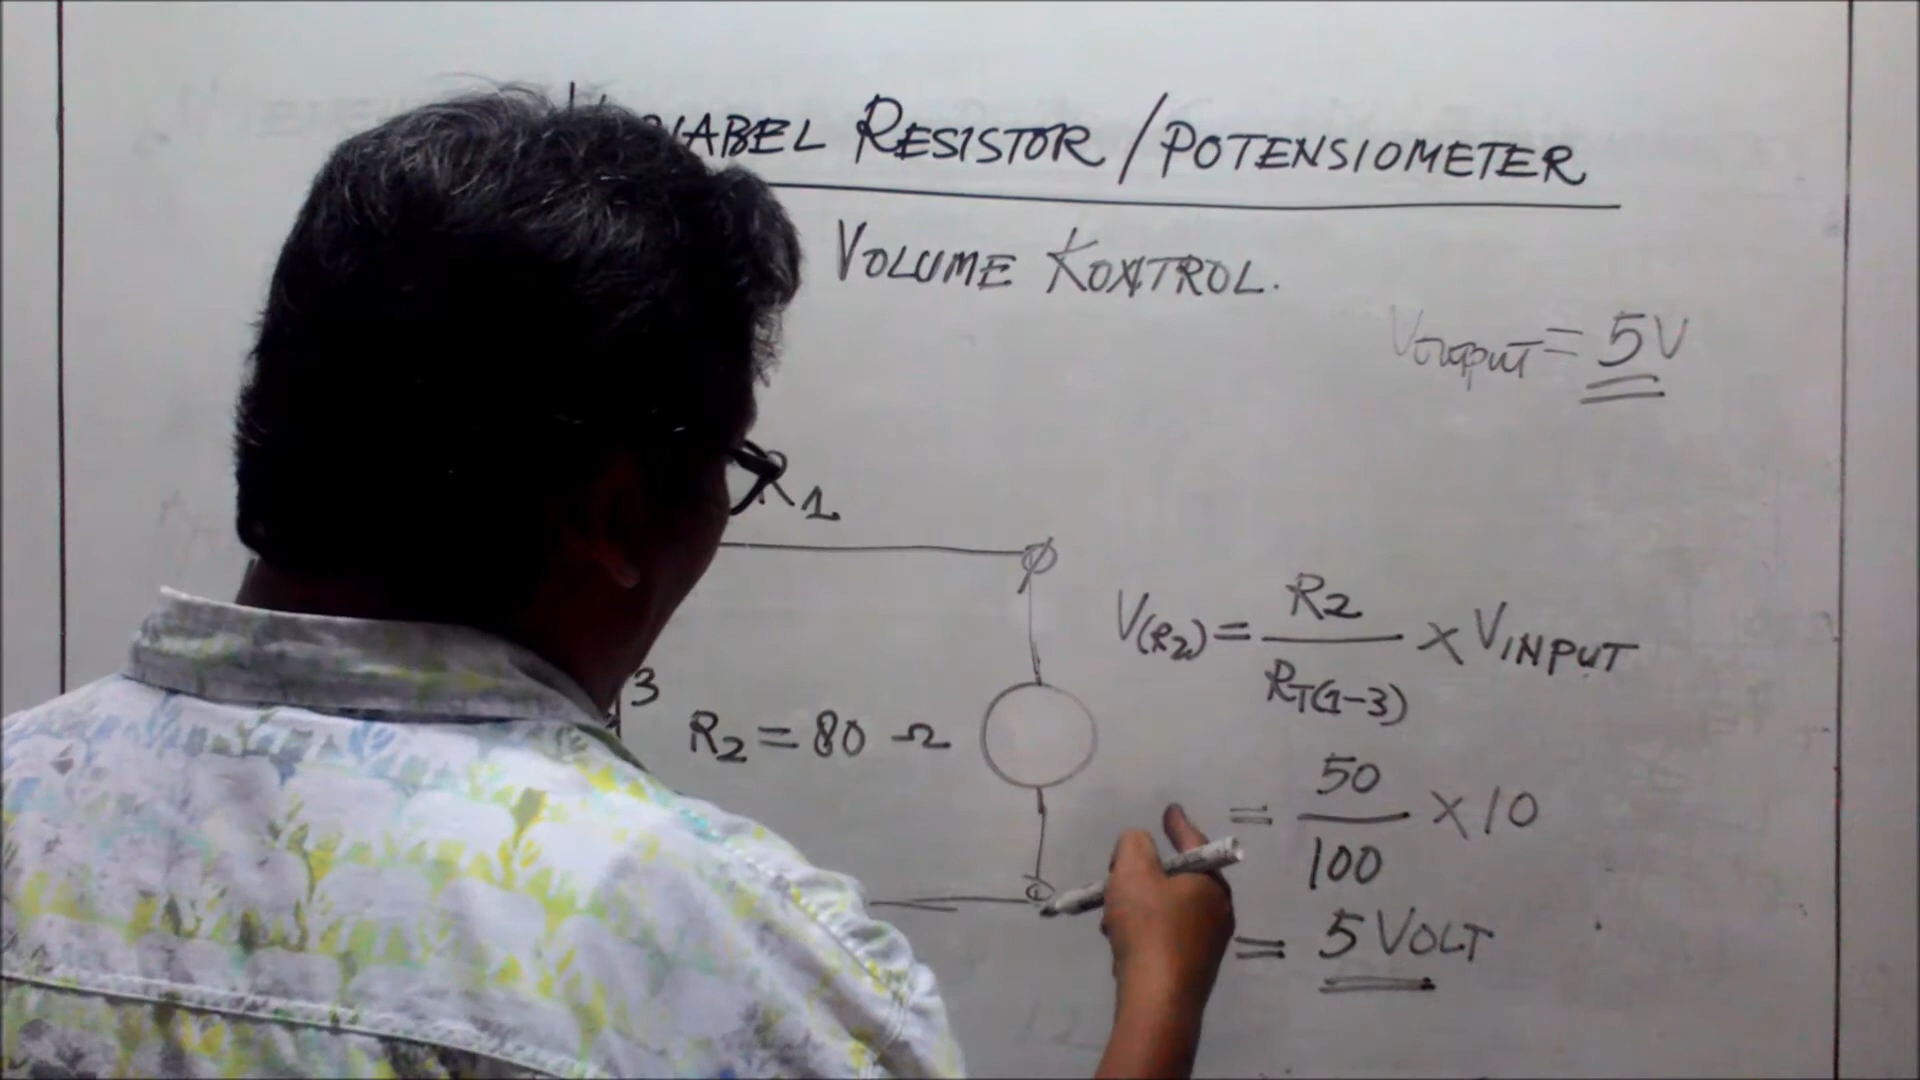 RESISTOR / POTENSIOMETER
VOLUME KONTROL.
Voutput = 5V
R1
3
R2 = 80 Ω
V(R2) = R2 / RT(1-3) × VINPUT
= 50 / 100 × 10
= 5 VOLT